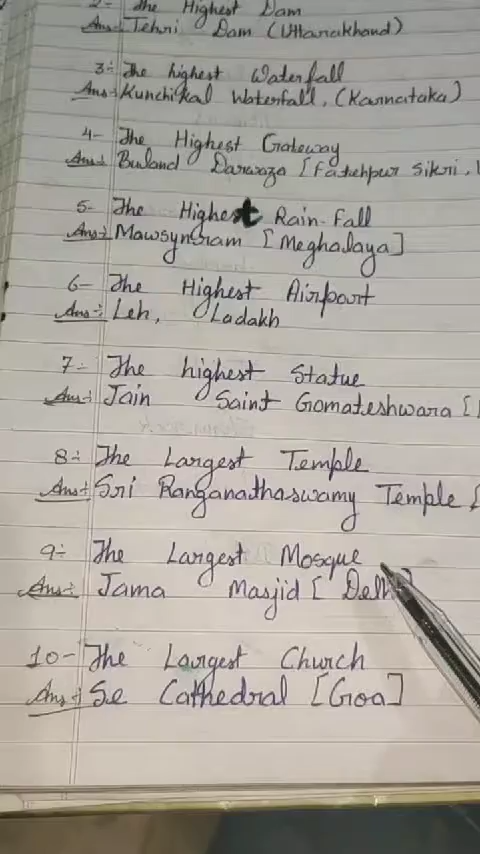 2- The Highest Dam
Ans:- Tehri Dam (Uttarakhand)
3:- The highest Waterfall
Ans:- Kunchikal Waterfall, (Karnataka)
4- The Highest Gateway
Ans:- Buland Darwaza [Fatehpur Sikri,
5- The Highest Rain-Fall
Ans:- Mawsynram [Meghalaya]
6- The Highest Airport
Ans:- Leh, Ladakh
7:- The highest Statue
Ans:- Jain Saint Gomateshwara [
8:- The Largest Temple
Ans:- Sri Ranganathaswamy Temple [
9:- The Largest Mosque
Ans:- Jama Masjid [Delhi]
10- The Largest Church
Ans:- Se Cathedral [Goa]